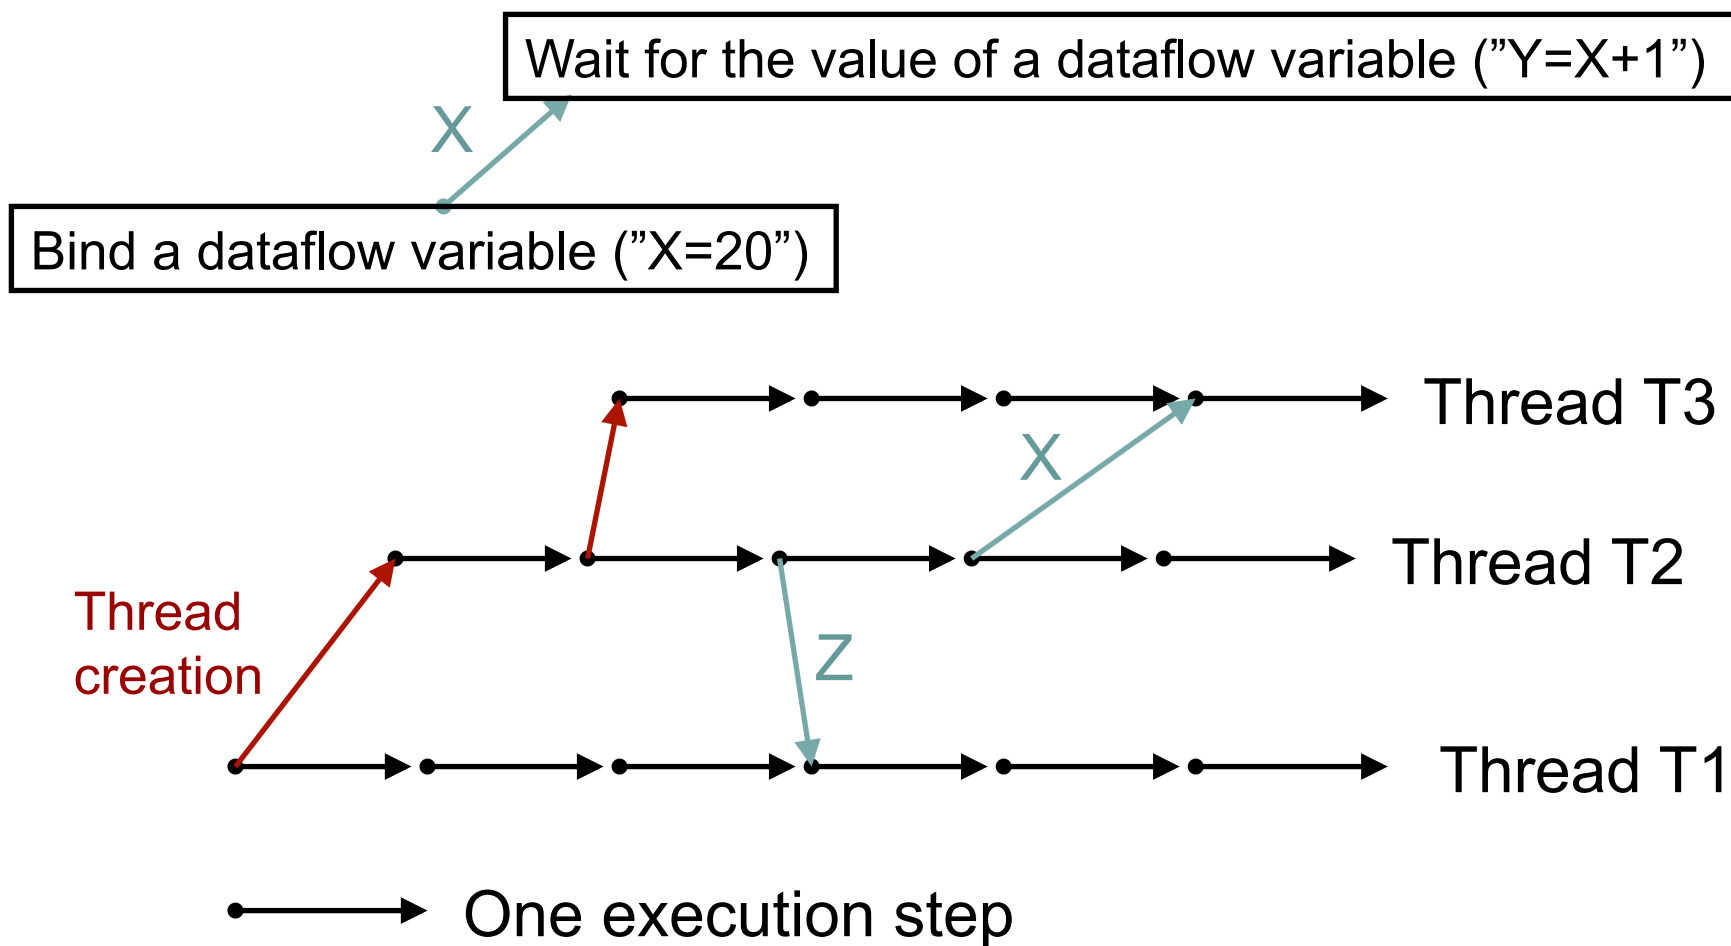 Wait for the value of a dataflow variable (”Y=X+1”)
X
Bind a dataflow variable (”X=20”)
Thread T3
X
Thread T2
Thread
creation
Z
Thread T1
One execution step